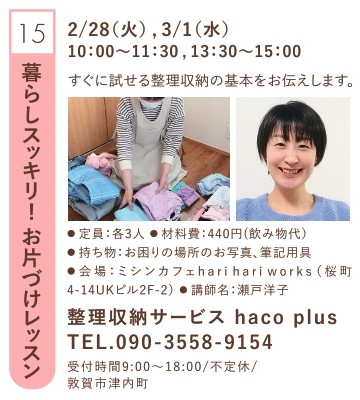 15
暮らしスッキリ！お片づけレッスン
2/28(火) , 3/1(水)
10:00〜11:30 , 13:30〜15:00
すぐに試せる整理収納の基本をお伝えします。
●定員：各3人 ●材料費：440円(飲み物代)
●持ち物：お困りの場所のお写真、筆記用具
●会場：ミシンカフェhari hari works（桜町
4-14UKビル2F-2）●講師名：瀬戸洋子
整理収納サービス haco plus
TEL.090-3558-9154
受付時間9:00〜18:00/不定休/
敦賀市津内町